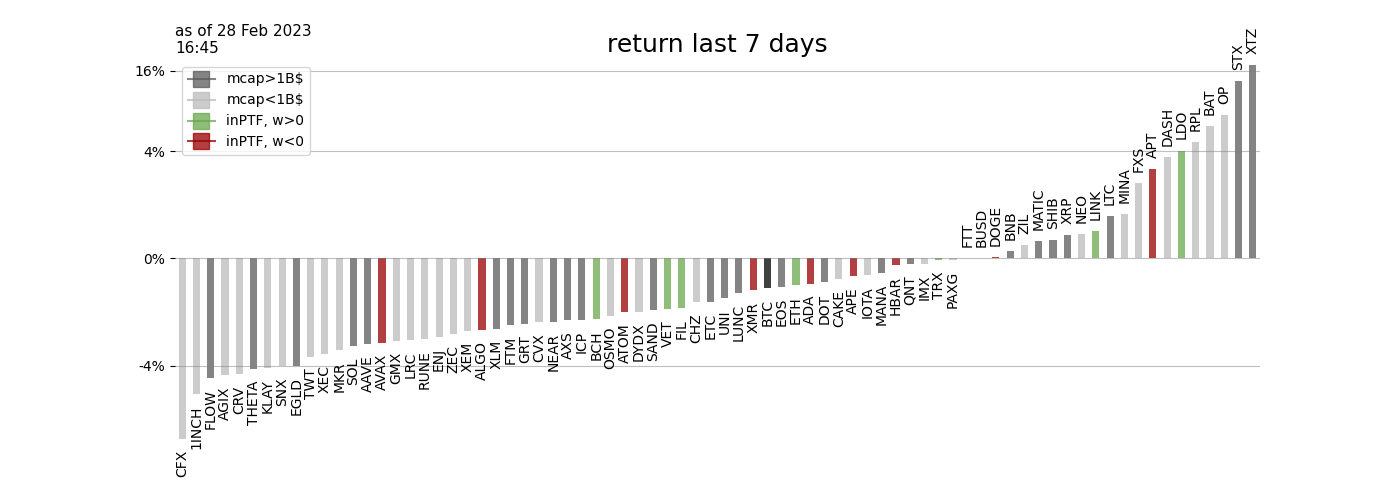 as of 28 Feb 2023
16:45
return last 7 days
mcap>1B$
mcap<1B$
inPTF, w>0
inPTF, w<0
16%
4%
0%
-4%
CFX
1INCH
FLOW
AGIX
CRV
THETA
KLAY
SNX
EGLD
TWT
XEC
MKR
SOL
AAVE
AVAX
GMX
LRC
RUNE
ENJ
ZEC
XEM
ALGO
XLM
FTM
GRT
CVX
NEAR
AXS
ICP
BCH
OSMO
ATOM
DYDX
SAND
VET
FIL
CHZ
ETC
UNI
LUNC
XMR
BTC
EOS
ETH
ADA
DOT
CAKE
APE
IOTA
MANA
HBAR
QNT
IMX
TRX
PAXG
FTT
BUSD
DOGE
BNB
ZIL
MATIC
SHIB
XRP
NEO
LINK
LTC
MINA
FXS
APT
DASH
LDO
RPL
BAT
OP
STX
XTZ